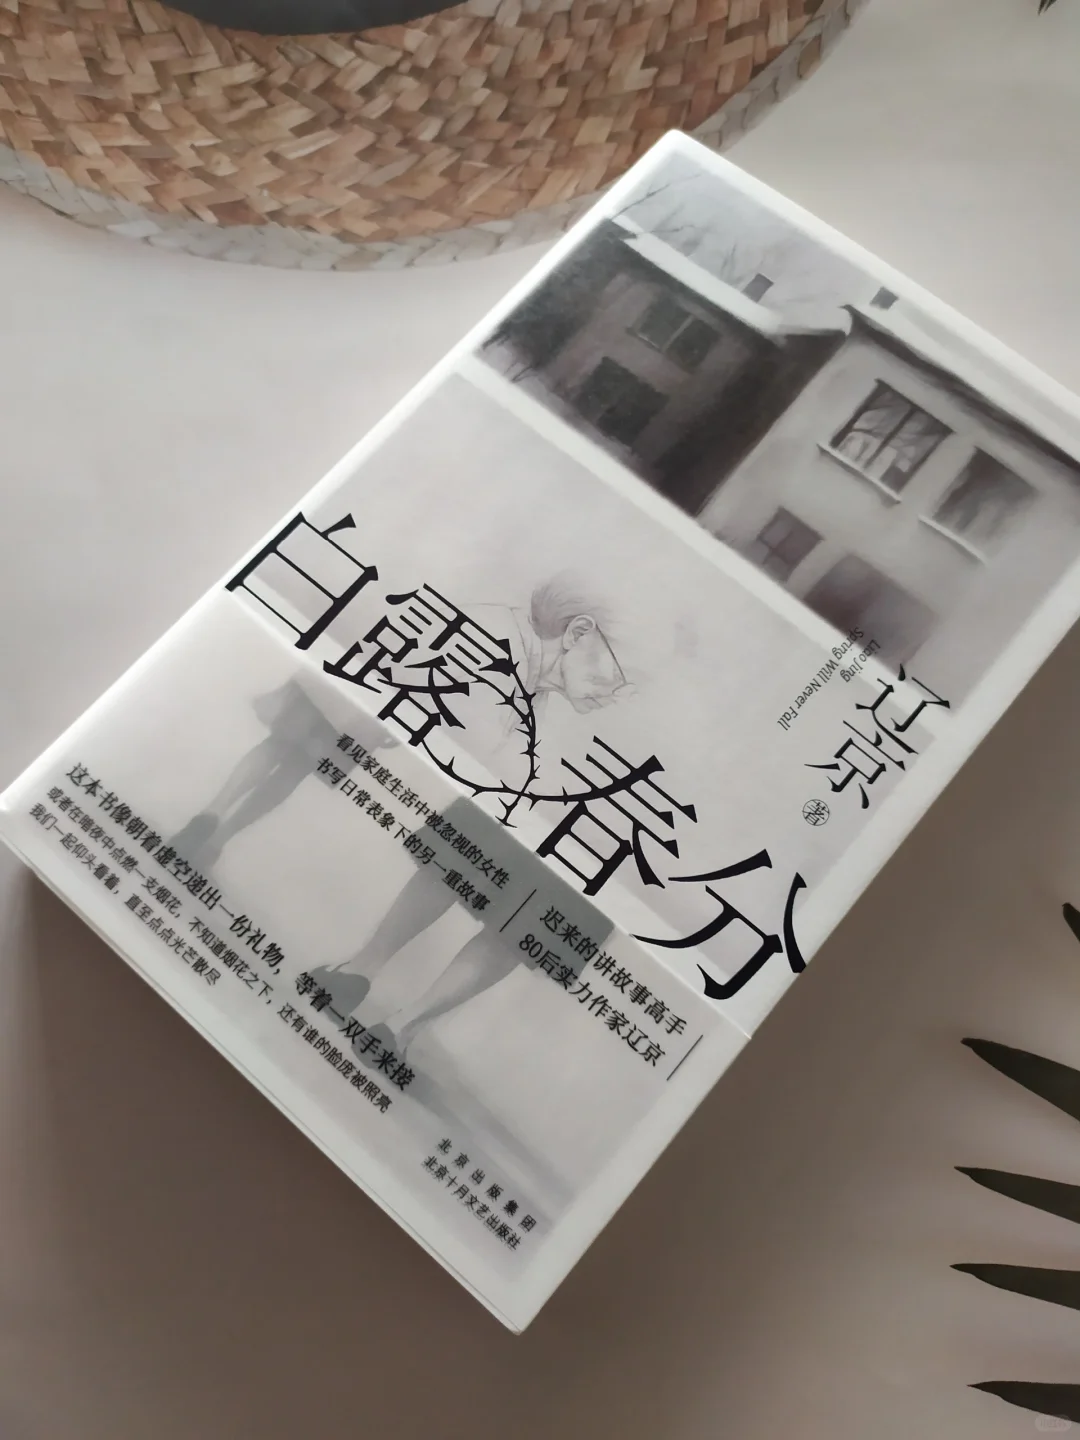 辽京
著
Liao Jing
Spring Will Never Fall
白露春分
看见家庭生活中被忽视的女性
书写日常表象下的另一重故事
迟来的讲故事高手
80后实力作家辽京
这本书像朝着虚空递出一份礼物，等着一双手来接
或者在暗夜中点燃一支烟花，不知道烟花之下，还有谁的脸庞被照亮
我们一起仰头看着，直至点点光芒散尽
北京出版集团
北京十月文艺出版社